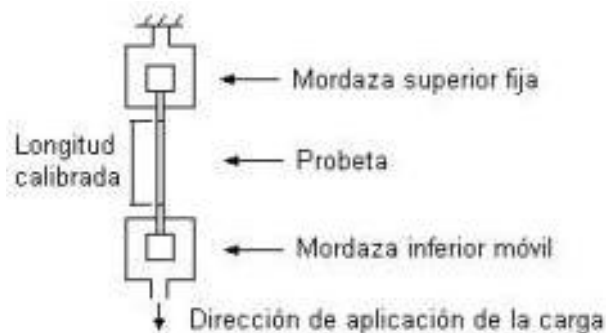 Mordaza superior fija
Longitud
calibrada
Probeta
Mordaza inferior móvil
Dirección de aplicación de la carga